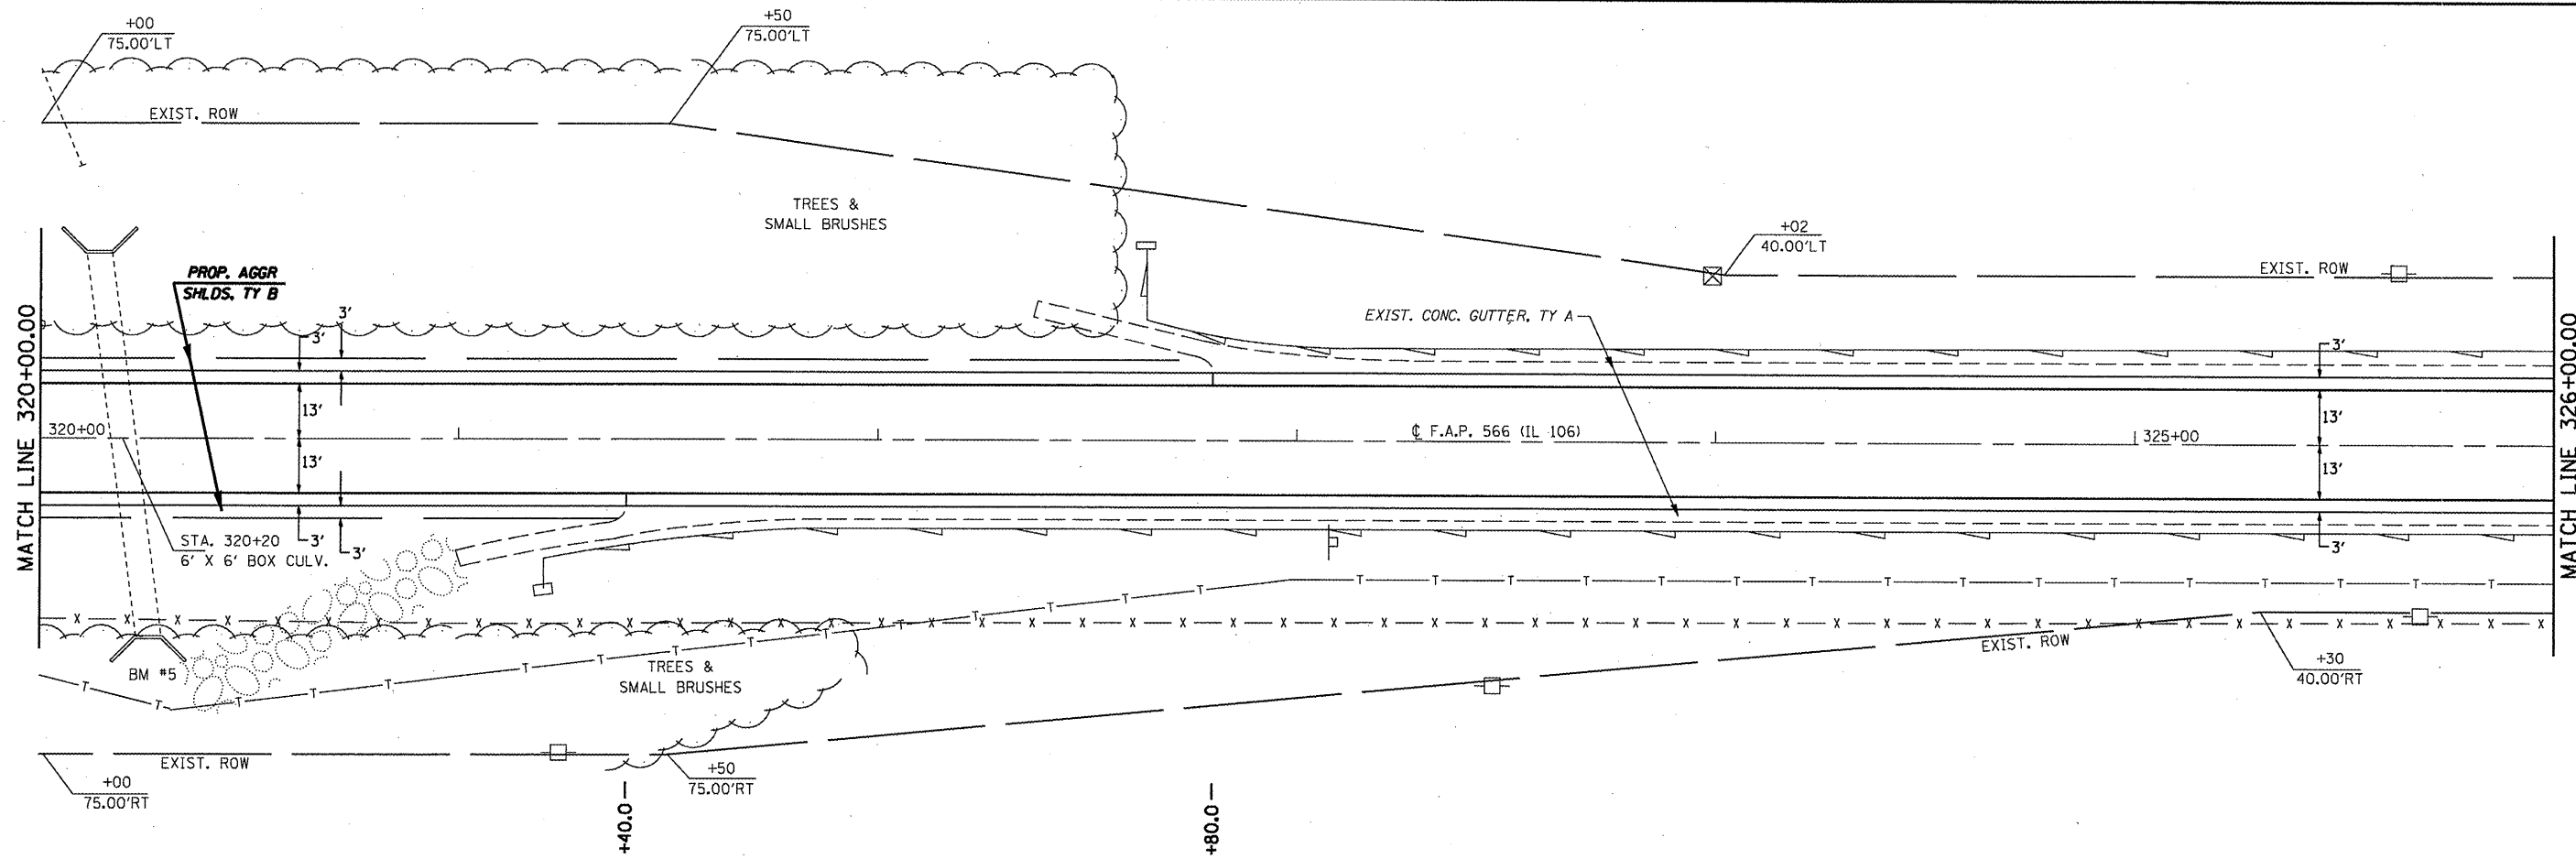 +00
75.00'LT
+50
75.00'LT
EXIST. ROW
TREES &
SMALL BRUSHES
+02
40.00'LT
EXIST. ROW
PROP. AGGR
SHLDS. TY B
3'
3'
EXIST. CONC. GUTTER, TY A
3'
MATCH LINE 320+00.00
MATCH LINE 326+00.00
13'
13'
320+00
℄ F.A.P. 566 (IL 106)
325+00
13'
13'
STA. 320+20
6' X 6' BOX CULV.
3'
3'
3'
T T T T T T T T T T T T T T T T T T T T T T T T T T T T
X X X X X X X X X X X X X X X X X X X X X X X X X X X X X X X X X X X X X X X X X X X X X X X X X X
BM #5
TREES &
SMALL BRUSHES
EXIST. ROW
+30
40.00'RT
EXIST. ROW
+00
75.00'RT
+50
75.00'RT
+40.0
+80.0